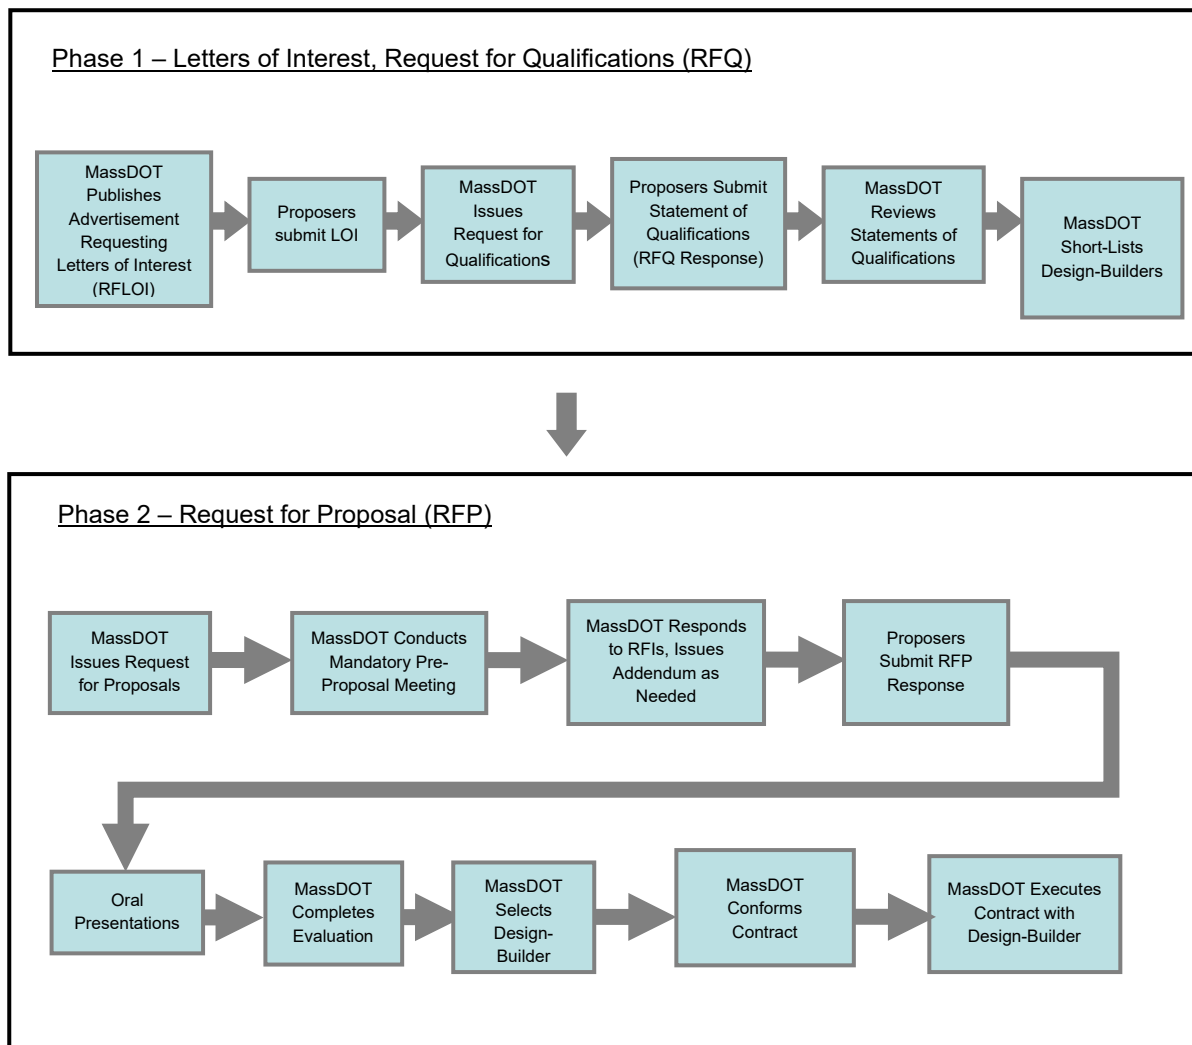 Phase 1 – Letters of Interest, Request for Qualifications (RFQ)
MassDOT
Publishes
Advertisement
Requesting
Letters of Interest
(RFLOI)
Proposers
submit LOI
MassDOT
Issues
Request for
Qualifications
Proposers Submit
Statement of
Qualifications
(RFQ Response)
MassDOT
Reviews
Statements of
Qualifications
MassDOT
Short-Lists
Design-Builders
Phase 2 – Request for Proposal (RFP)
MassDOT
Issues Request
for Proposals
MassDOT Conducts
Mandatory Pre-
Proposal Meeting
MassDOT Responds
to RFIs, Issues
Addendum as
Needed
Proposers
Submit RFP
Response
Oral
Presentations
MassDOT
Completes
Evaluation
MassDOT
Selects
Design-
Builder
MassDOT
Conforms
Contract
MassDOT Executes
Contract with
Design-Builder